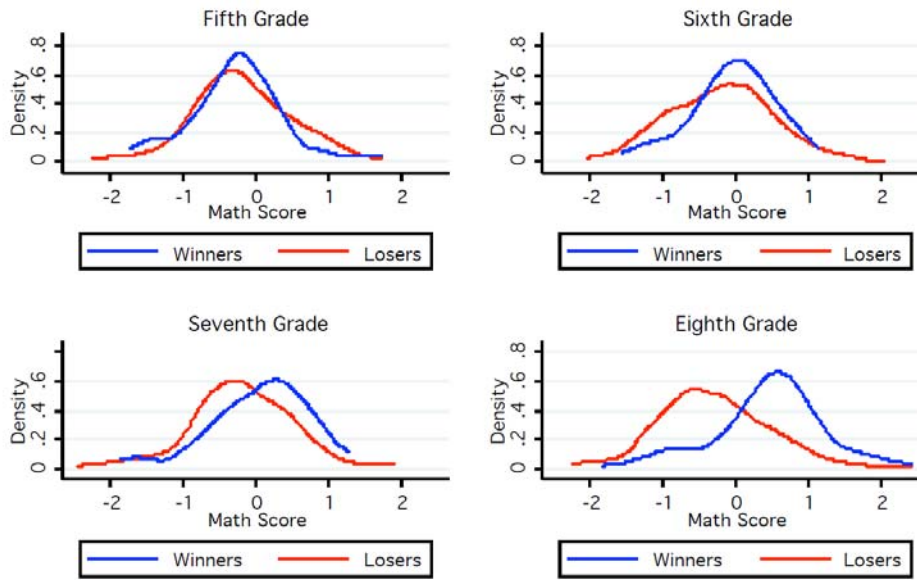 Fifth Grade
Density
0 .2 .4 .6 .8
-2 -1 0 1 2
Math Score
Winners Losers
Sixth Grade
Density
0 .2 .4 .6 .8
-2 -1 0 1 2
Math Score
Winners Losers
Seventh Grade
Density
0 .2 .4 .6 .8
-2 -1 0 1 2
Math Score
Winners Losers
Eighth Grade
Density
0 .2 .4 .6 .8
-2 -1 0 1 2
Math Score
Winners Losers